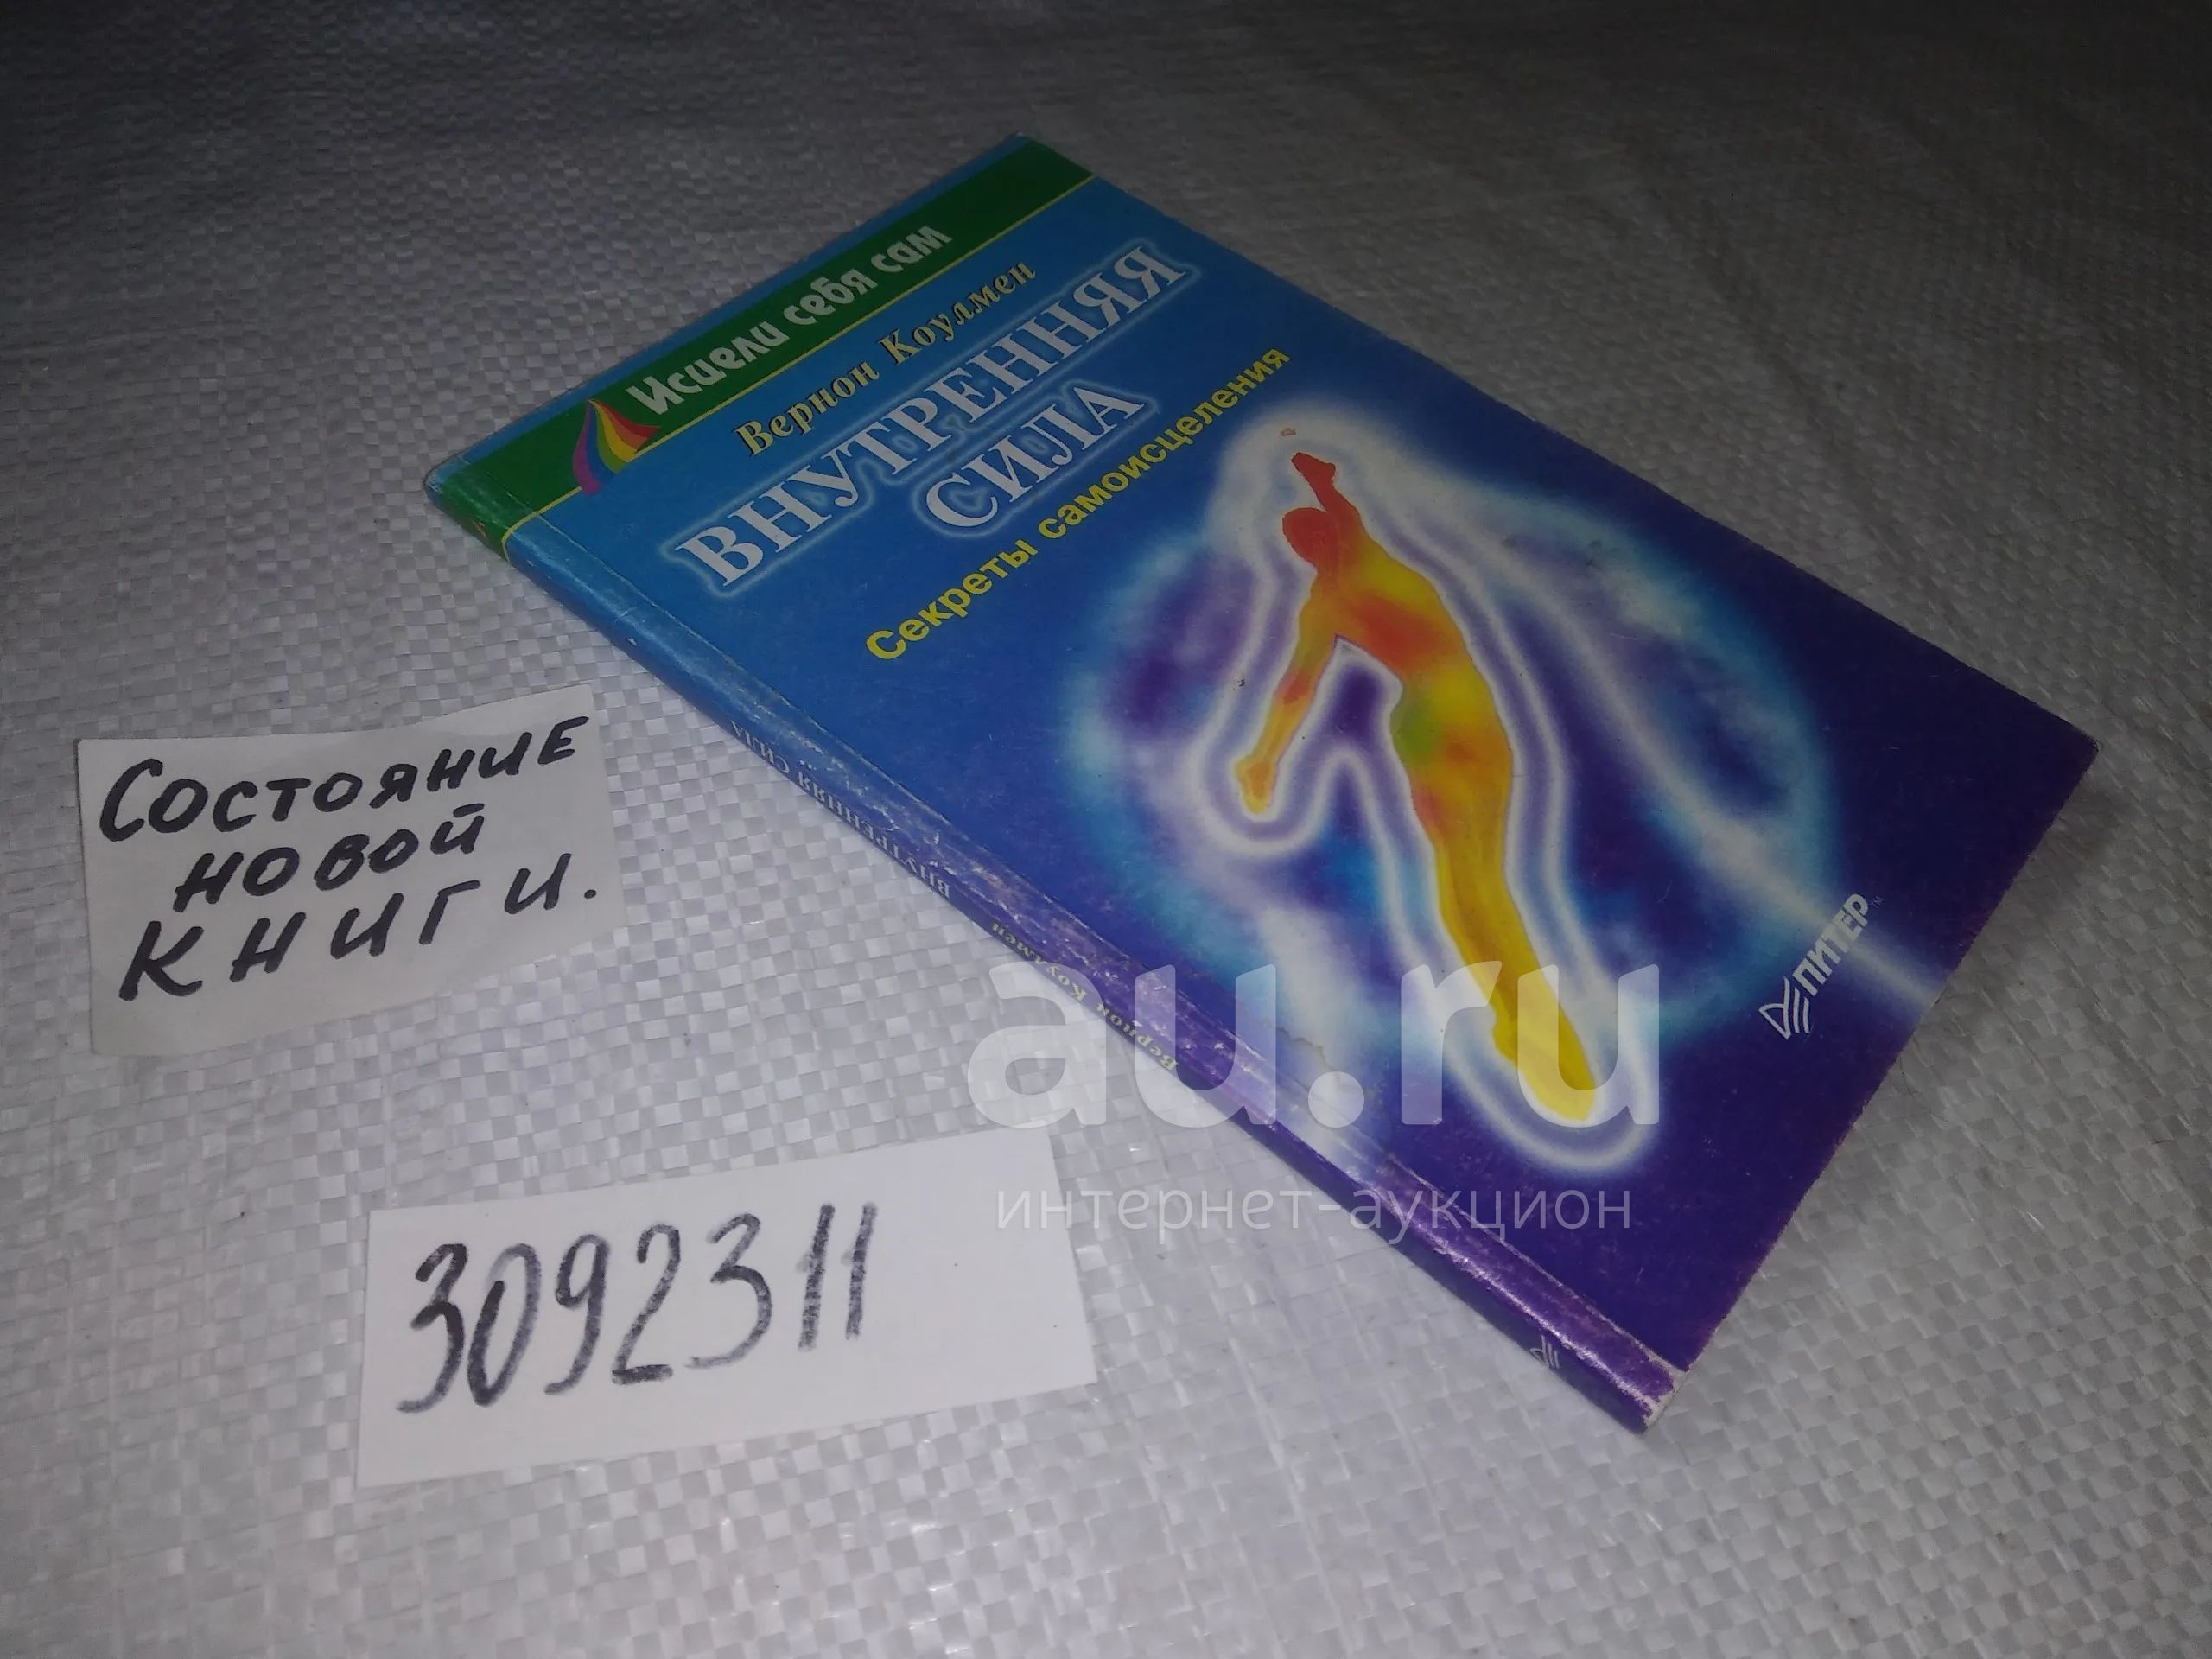 Исцели себя сам
Вернон Коулмен
ВНУТРЕННЯЯ
СИЛА
Секреты самоисцеления
ПИТЕР™
Вернон Коулмен ВНУТРЕННЯЯ СИЛА
Состояние
новой
книги.
3092311
au.ru
интернет-аукцион